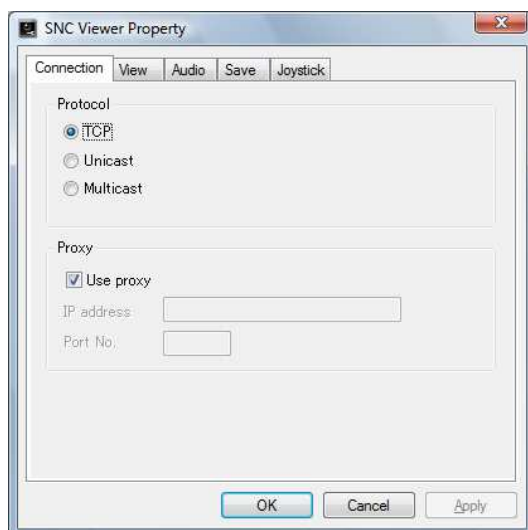 SNC Viewer Property
Connection View Audio Save Joystick
Protocol
TCP
Unicast
Multicast
Proxy
Use proxy
IP address
Port No.
OK Cancel Apply